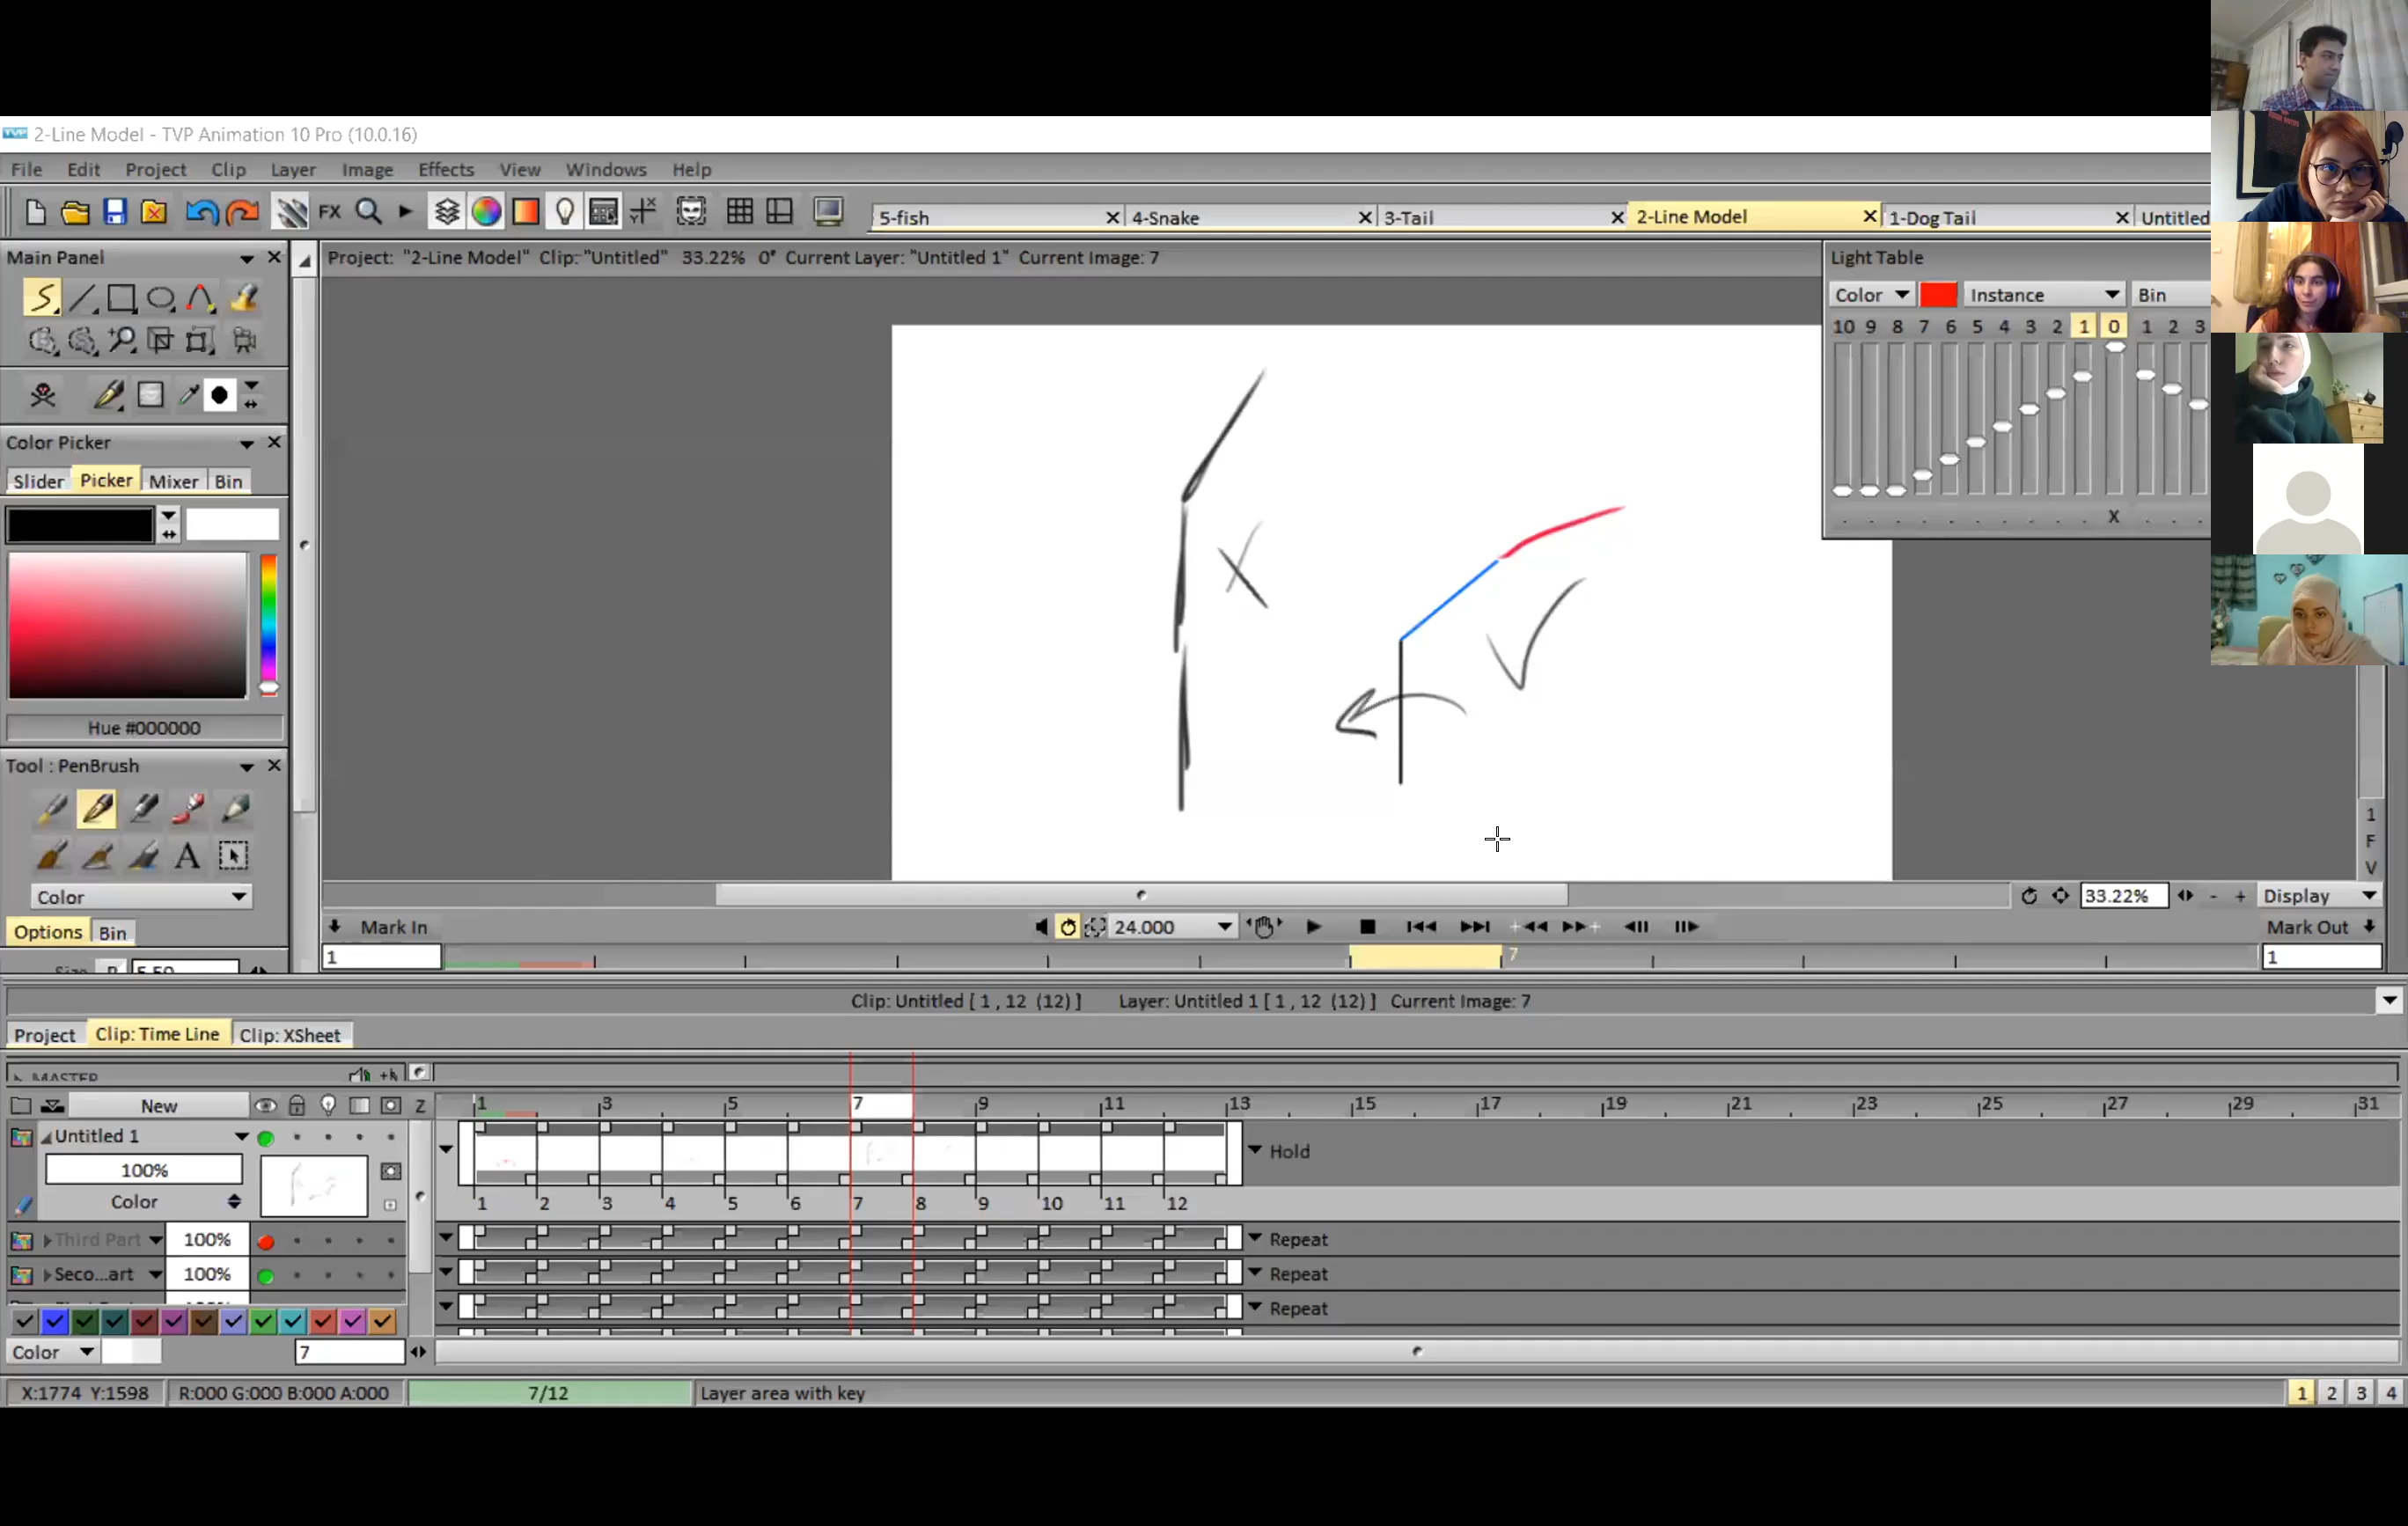 2-Line Model - TVP Animation 10 Pro (10.0.16)
File Edit Project Clip Layer Image Effects View Windows Help
FX
5-fish 4-Snake 3-Tail 2-Line Model 1-Dog Tail Untitled
Main Panel
Project: "2-Line Model" Clip:"Untitled" 33.22% 0° Current Layer: "Untitled 1" Current Image: 7
Light Table
Color Instance Bin
10 9 8 7 6 5 4 3 2 1 0 1 2 3
X
Color Picker
Slider Picker Mixer Bin
Hue #000000
Tool : PenBrush
A
Color
Options Bin
X
1
F
V
33.22% - + Display
Mark In 24.000 Mark Out
1 7 1
Clip: Untitled [ 1 , 12 (12) ] Layer: Untitled 1 [ 1 , 12 (12) ] Current Image: 7
Project Clip: Time Line Clip: XSheet
MASTER
New Z 1 3 5 7 9 11 13 15 17 19 21 23 25 27 29 31
Untitled 1
100% Hold
Color 1 2 3 4 5 6 7 8 9 10 11 12
Third Part 100% Repeat
Seco...art 100% Repeat
Repeat
Color 7
X:1774 Y:1598 R:000 G:000 B:000 A:000 7/12 Layer area with key 1 2 3 4